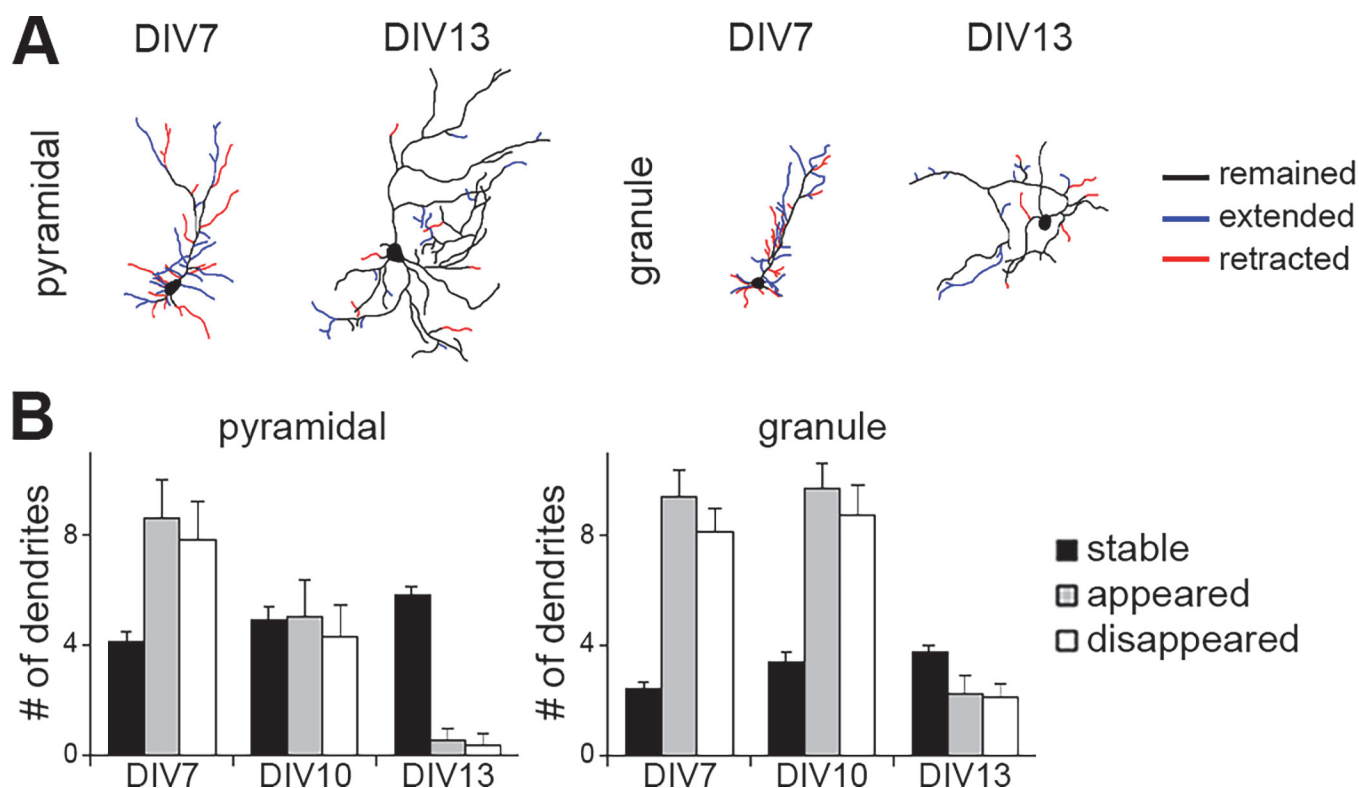 A
DIV7
DIV13
DIV7
DIV13
pyramidal
granule
remained
extended
retracted
B
pyramidal
granule
# of dendrites
8
4
0
DIV7
DIV10
DIV13
# of dendrites
8
4
0
DIV7
DIV10
DIV13
stable
appeared
disappeared